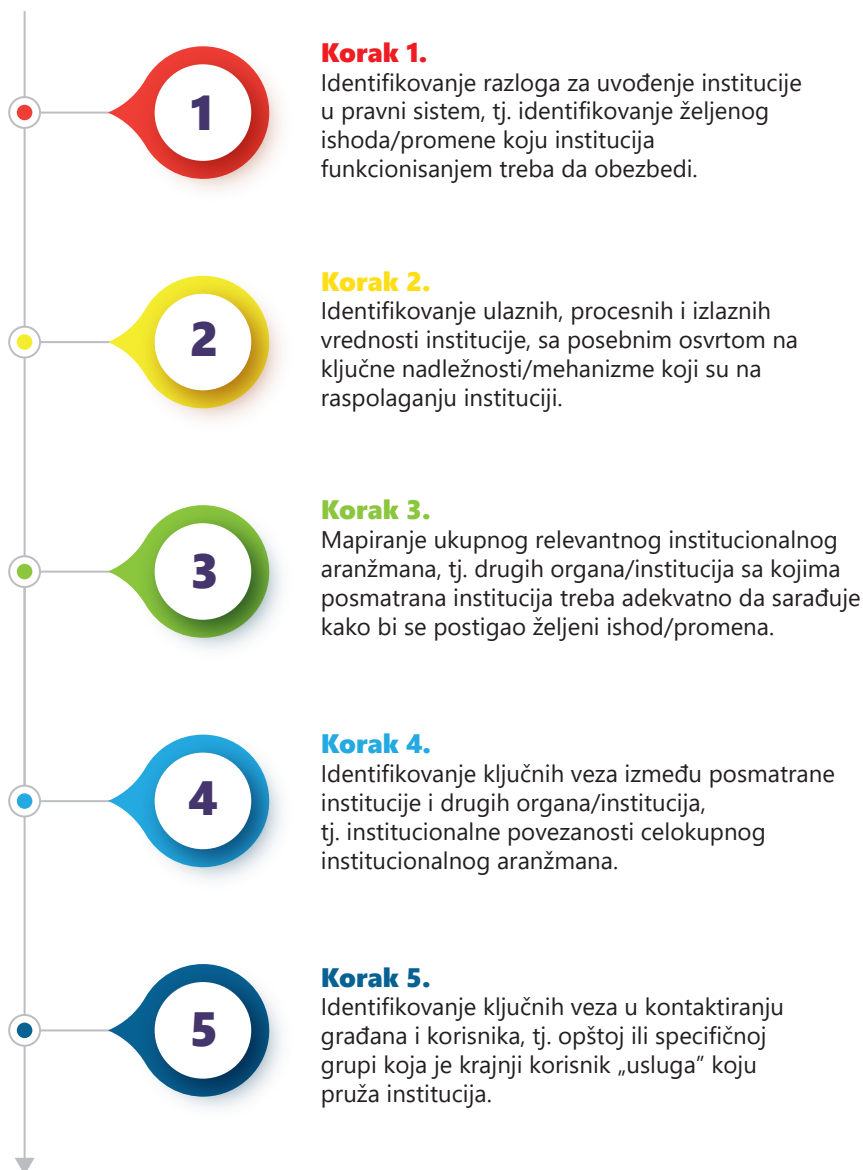 1
Korak 1.
Identifikovanje razloga za uvođenje institucije
u pravni sistem, tj. identifikovanje željenog
ishoda/promene koju institucija
funkcionisanjem treba da obezbedi.
2
Korak 2.
Identifikovanje ulaznih, procesnih i izlaznih
vrednosti institucije, sa posebnim osvrtom na
ključne nadležnosti/mehanizme koji su na
raspolaganju instituciji.
3
Korak 3.
Mapiranje ukupnog relevantnog institucionalnog
aranžmana, tj. drugih organa/institucija sa kojima
posmatrana institucija treba adekvatno da sarađuje
kako bi se postigao željeni ishod/promena.
4
Korak 4.
Identifikovanje ključnih veza između posmatrane
institucije i drugih organa/institucija,
tj. institucionalne povezanosti celokupnog
institucionalnog aranžmana.
5
Korak 5.
Identifikovanje ključnih veza u kontaktiranju
građana i korisnika, tj. opštoj ili specifičnoj
grupi koja je krajnji korisnik „usluga” koju
pruža institucija.